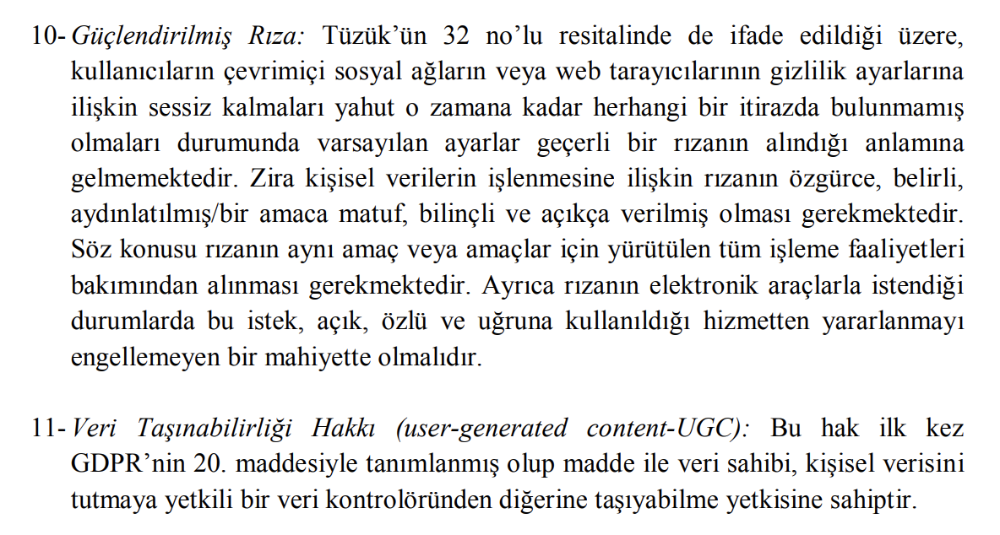 10- Güçlendirilmiş Rıza: Tüzük’ün 32 no’lu resitalinde de ifade edildiği üzere,
kullanıcıların çevrimiçi sosyal ağların veya web tarayıcılarının gizlilik ayarlarına
ilişkin sessiz kalmaları yahut o zamana kadar herhangi bir itirazda bulunmamış
olmaları durumunda varsayılan ayarlar geçerli bir rızanın alındığı anlamına
gelmemektedir. Zira kişisel verilerin işlenmesine ilişkin rızanın özgürce, belirli,
aydınlatılmış/bir amaca matuf, bilinçli ve açıkça verilmiş olması gerekmektedir.
Söz konusu rızanın aynı amaç veya amaçlar için yürütülen tüm işleme faaliyetleri
bakımından alınması gerekmektedir. Ayrıca rızanın elektronik araçlarla istendiği
durumlarda bu istek, açık, özlü ve uğruna kullanıldığı hizmetten yararlanmayı
engellemeyen bir mahiyette olmalıdır.
11- Veri Taşınabilirliği Hakkı (user-generated content-UGC): Bu hak ilk kez
GDPR’nin 20. maddesiyle tanımlanmış olup madde ile veri sahibi, kişisel verisini
tutmaya yetkili bir veri kontrolöründen diğerine taşıyabilme yetkisine sahiptir.